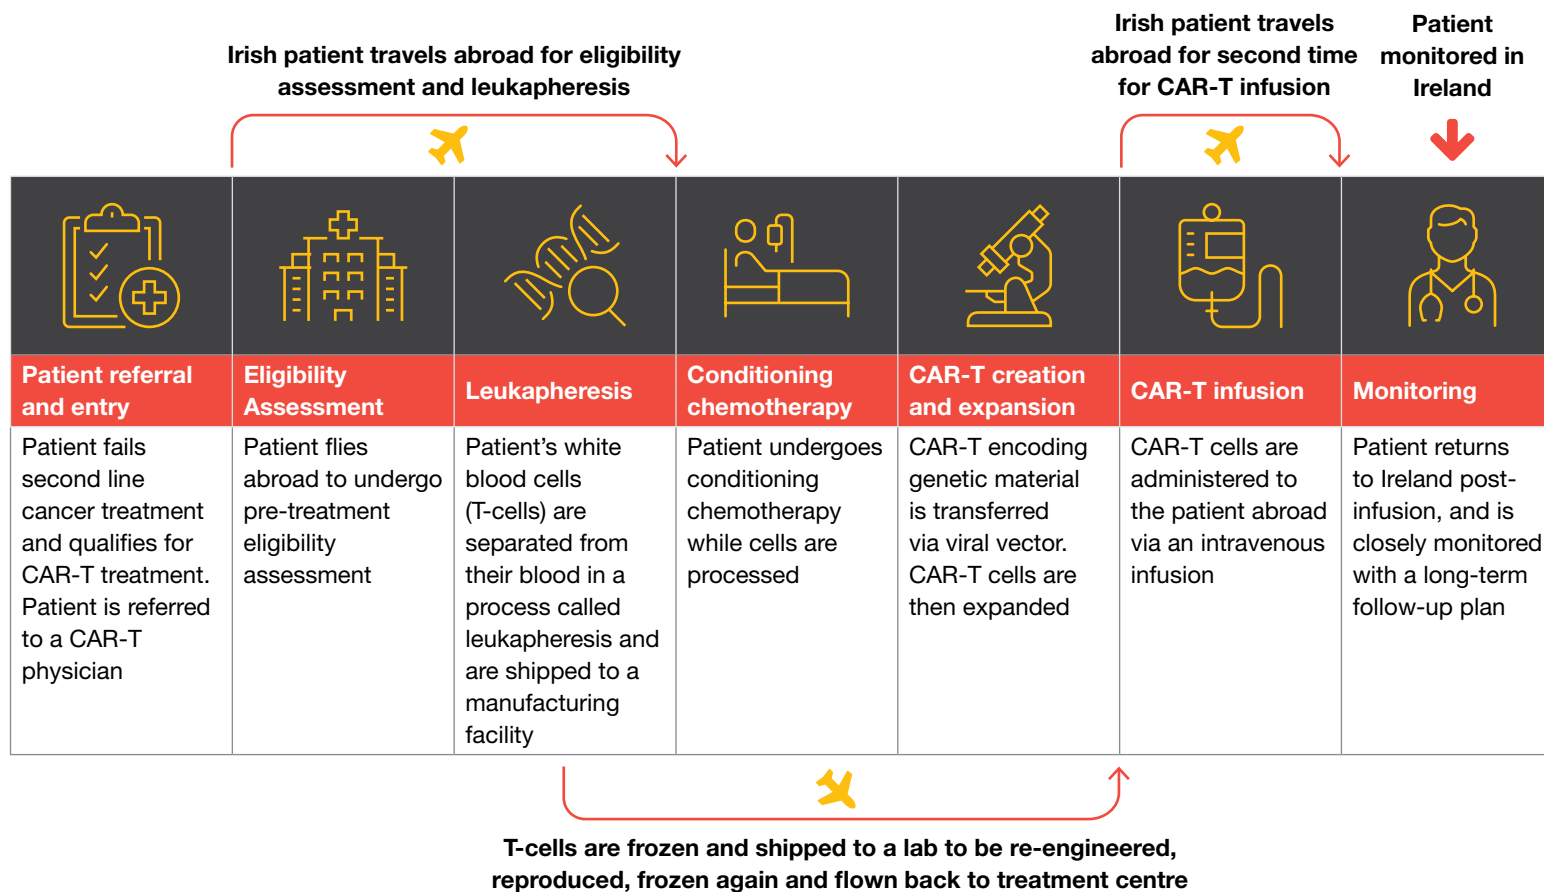 Irish patient travels abroad for eligibility
assessment and leukapheresis
Irish patient travels
abroad for second time
for CAR-T infusion
Patient
monitored in
Ireland
Patient referral
and entry
Eligibility
Assessment
Leukapheresis
Conditioning
chemotherapy
CAR-T creation
and expansion
CAR-T infusion
Monitoring
Patient fails
second line
cancer treatment
and qualifies for
CAR-T treatment.
Patient is referred
to a CAR-T
physician
Patient flies
abroad to undergo
pre-treatment
eligibility
assessment
Patient’s white
blood cells
(T-cells) are
separated from
their blood in a
process called
leukapheresis and
are shipped to a
manufacturing
facility
Patient undergoes
conditioning
chemotherapy
while cells are
processed
CAR-T encoding
genetic material
is transferred
via viral vector.
CAR-T cells are
then expanded
CAR-T cells are
administered to
the patient abroad
via an intravenous
infusion
Patient returns
to Ireland post-
infusion, and is
closely monitored
with a long-term
follow-up plan
T-cells are frozen and shipped to a lab to be re-engineered,
reproduced, frozen again and flown back to treatment centre